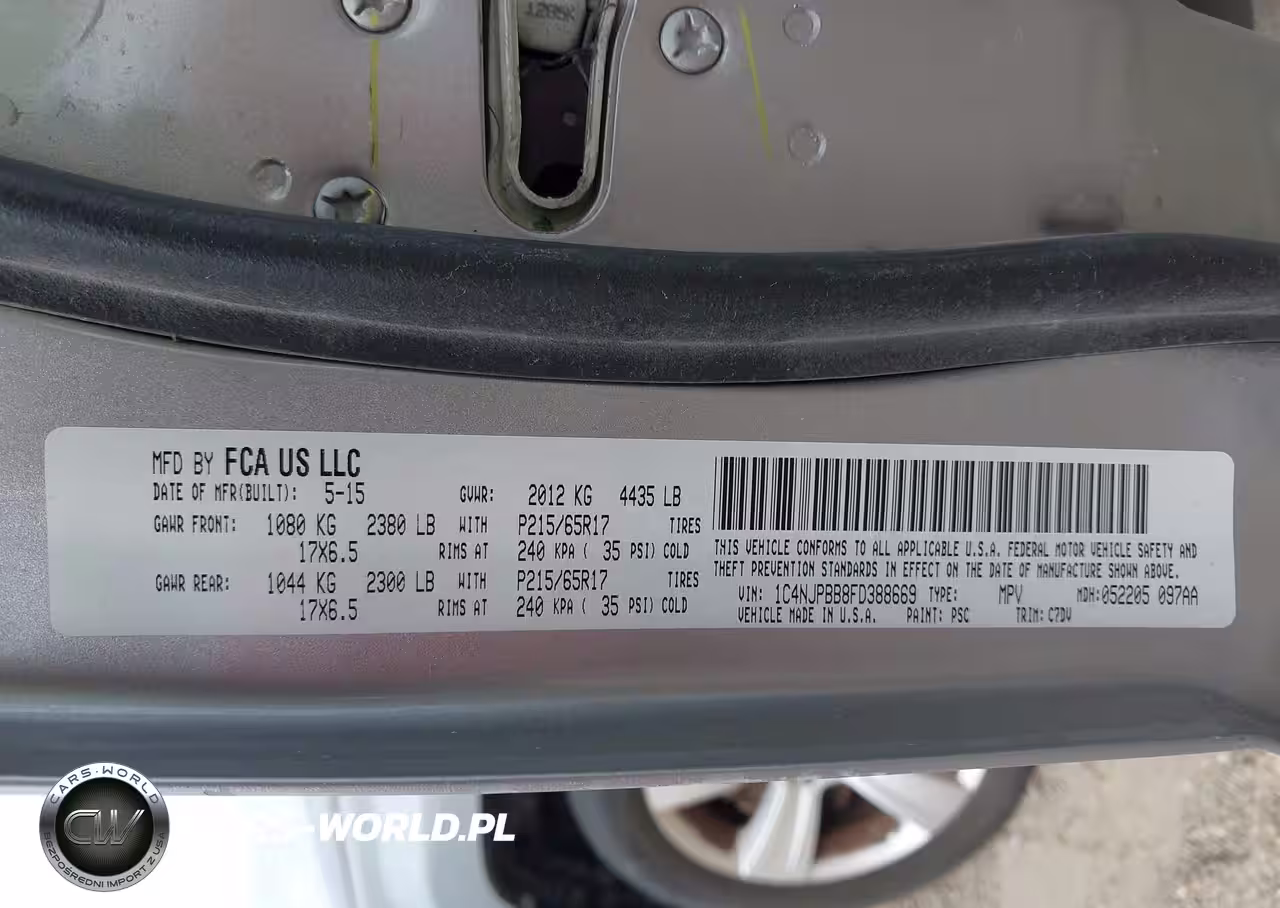 1285K
MFD BY FCA US LLC
DATE OF MFR(BUILT): 5-15 GVWR: 2012 KG 4435 LB
GAWR FRONT: 1080 KG 2380 LB WITH P215/65R17 TIRES
17X6.5 RIMS AT 240 KPA ( 35 PSI) COLD
GAWR REAR: 1044 KG 2300 LB WITH P215/65R17 TIRES
17X6.5 RIMS AT 240 KPA ( 35 PSI) COLD
THIS VEHICLE CONFORMS TO ALL APPLICABLE U.S.A. FEDERAL MOTOR VEHICLE SAFETY AND
THEFT PREVENTION STANDARDS IN EFFECT ON THE DATE OF MANUFACTURE SHOWN ABOVE.
VIN: 1C4NJPBB8FD388669 TYPE: MPV MDH:052205 097AA
VEHICLE MADE IN U.S.A. PAINT: PSC TRIM: C7DV
CARS-WORLD
CW
BEZPOŚREDNI IMPORT Z USA
-WORLD.PL